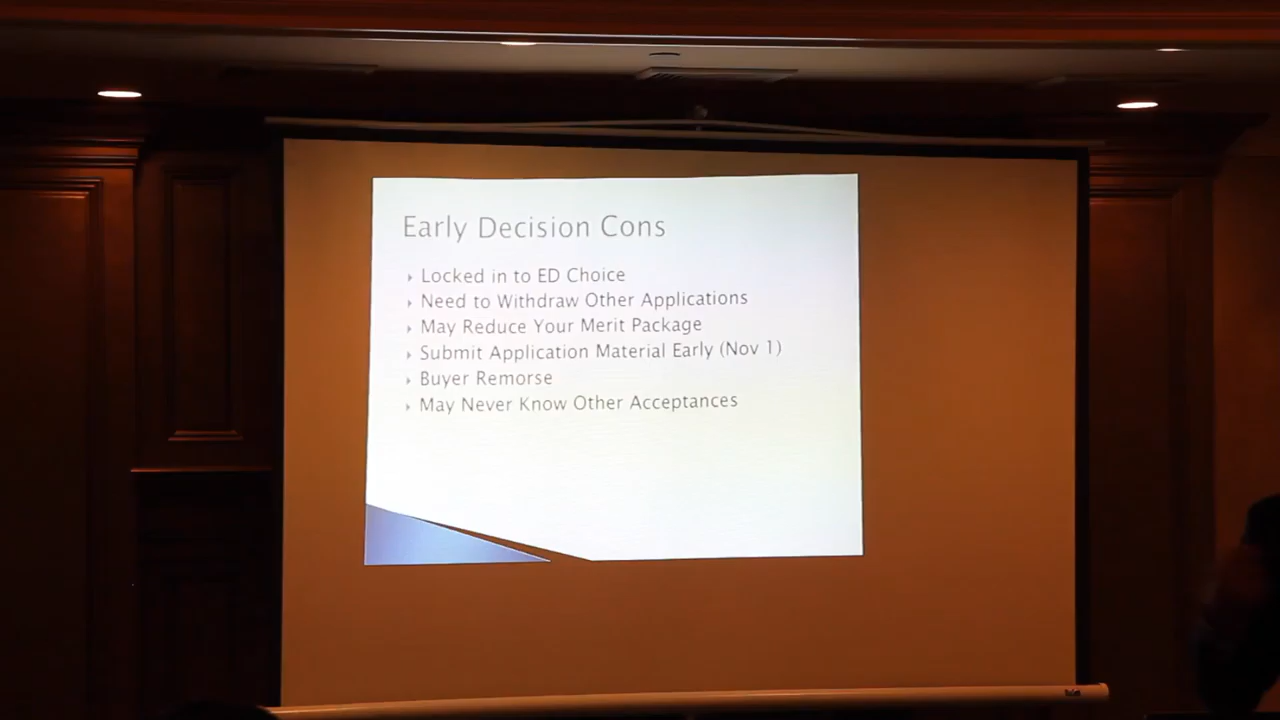 Early Decision Cons
Locked in to ED Choice
Need to Withdraw Other Applications
May Reduce Your Merit Package
Submit Application Material Early (Nov 1)
Buyer Remorse
May Never Know Other Acceptances